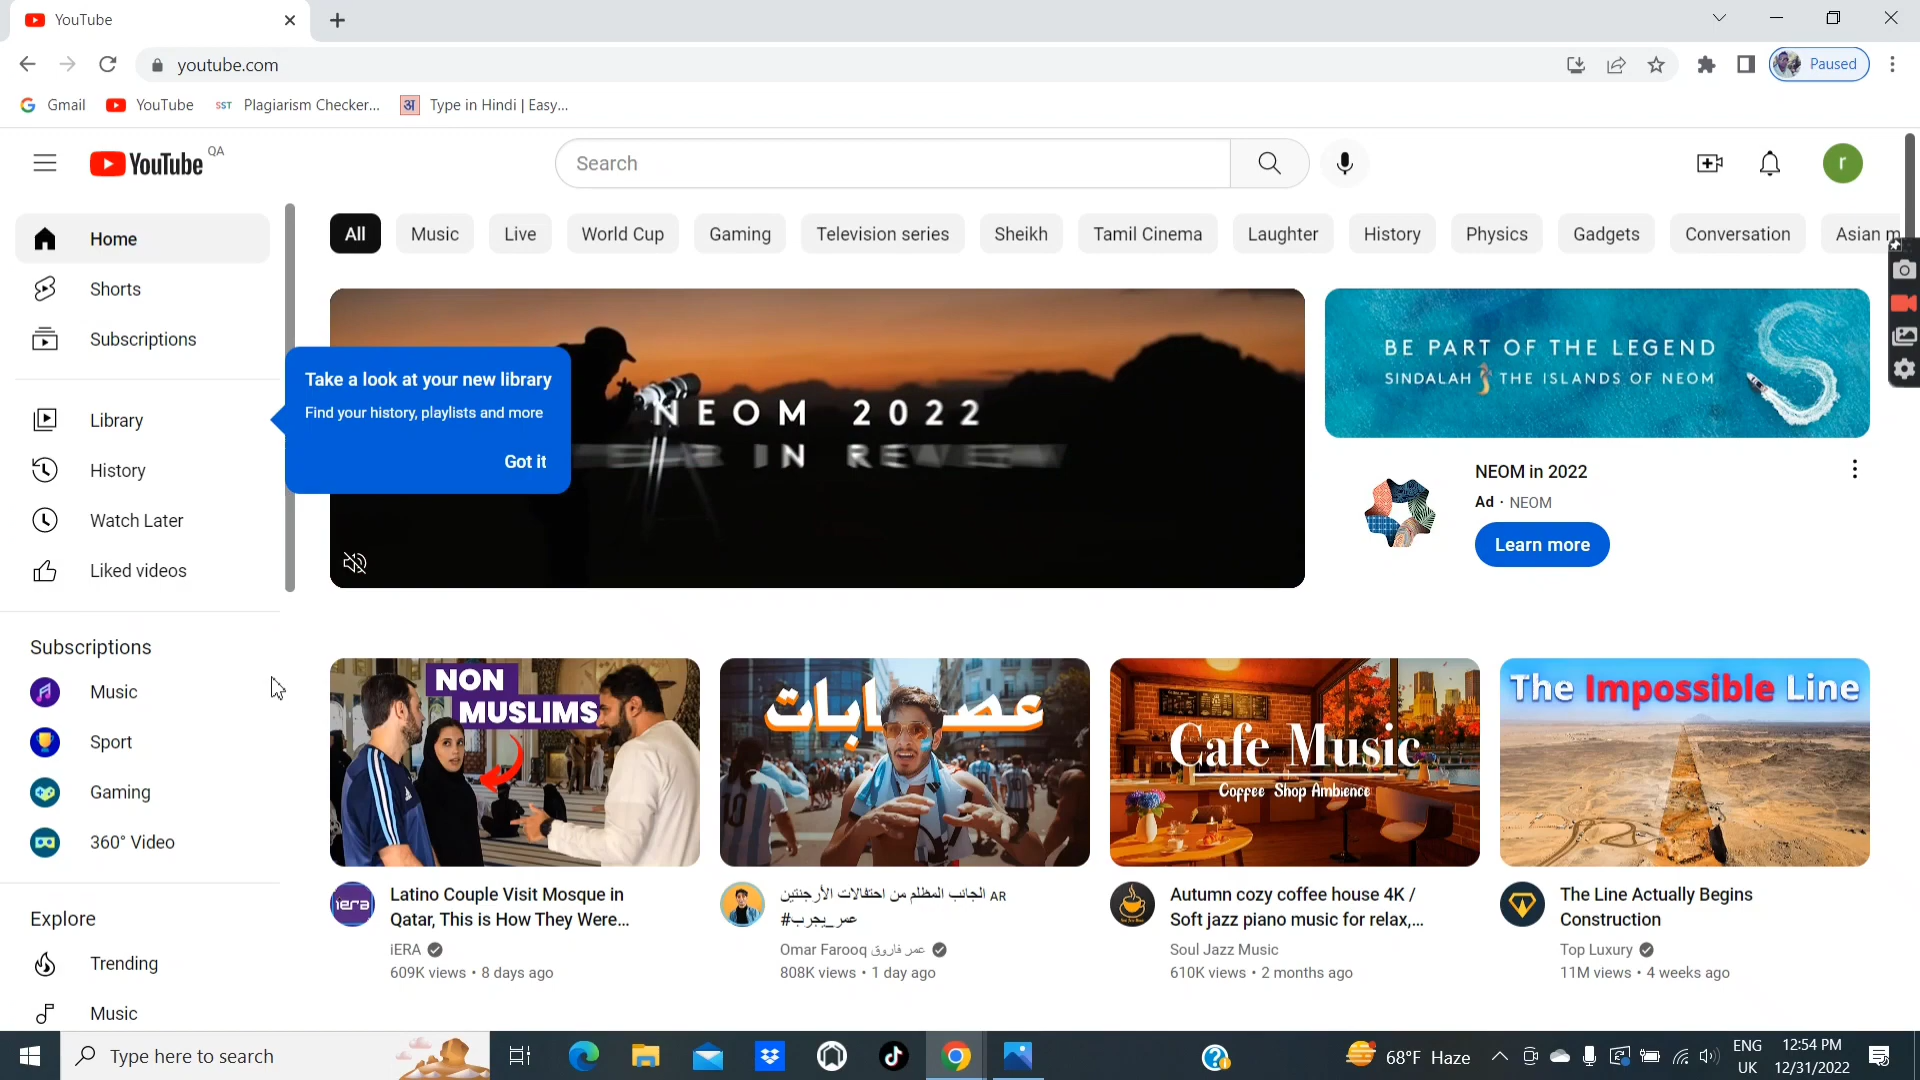 YouTube
youtube.com
Paused
Gmail
YouTube
SST Plagiarism Checker...
अ Type in Hindi | Easy...
YouTube QA
Search
r
Home
Shorts
Subscriptions
Library
History
Watch Later
Liked videos
Subscriptions
Music
Sport
Gaming
360° Video
Explore
Trending
Music
All
Music
Live
World Cup
Gaming
Television series
Sheikh
Tamil Cinema
Laughter
History
Physics
Gadgets
Conversation
Asian m
Take a look at your new library
Find your history, playlists and more
Got it
NEOM 2022
IN
BE PART OF THE LEGEND
SINDALAH THE ISLANDS OF NEOM
NEOM in 2022
Ad · NEOM
Learn more
NON
MUSLIMS
iera
Latino Couple Visit Mosque in
Qatar, This is How They Were...
iERA
609K views • 8 days ago
عصابات
10
الجانب المظلم من احتفالات الأرجنتين AR
#عمر_يجرب
Omar Farooq عمر فاروق
808K views • 1 day ago
Cafe Music
Coffee Shop Ambience
Autumn cozy coffee house 4K /
Soft jazz piano music for relax,...
Soul Jazz Music
610K views • 2 months ago
The Impossible Line
The Line Actually Begins
Construction
Top Luxury
11M views • 4 weeks ago
Type here to search
68°F Haze
ENG
UK
12:54 PM
12/31/2022